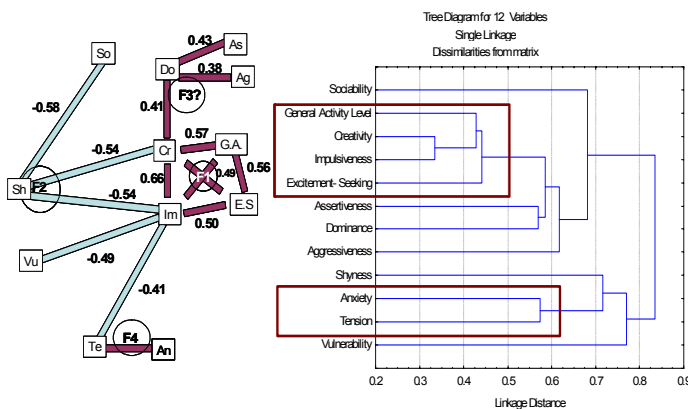 So
-0.58
Sh
F2
-0.54
-0.54
Vu
-0.49
-0.41
Te
F4
An
0.43
As
Do
0.38
Ag
F3?
0.41
Cr
0.57
G.A.
0.66
F1
0.49
0.56
Im
0.50
E.S
Tree Diagram for 12 Variables
Single Linkage
Dissimilarities from matrix
Sociability
General Activity Level
Creativity
Impulsiveness
Excitement- Seeking
Assertiveness
Dominance
Aggressiveness
Shyness
Anxiety
Tension
Vulnerability
0.2 0.3 0.4 0.5 0.6 0.7 0.8 0.9
Linkage Distance